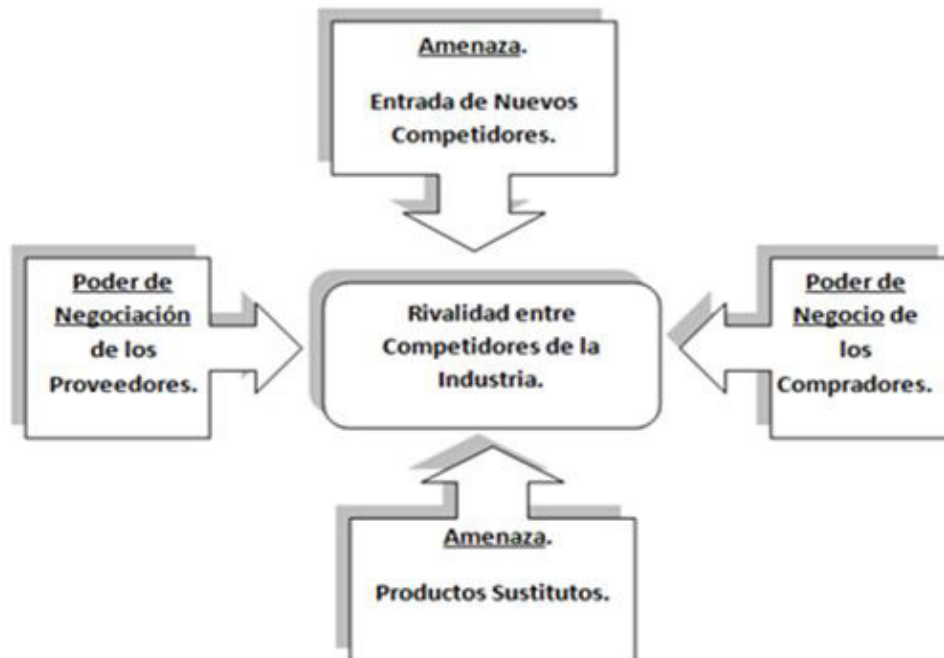 Amenaza.
Entrada de Nuevos
Competidores.
Poder de
Negociación
de los
Proveedores.
Rivalidad entre
Competidores de la
Industria.
Poder de
Negocio de
los
Compradores.
Amenaza.
Productos Sustitutos.